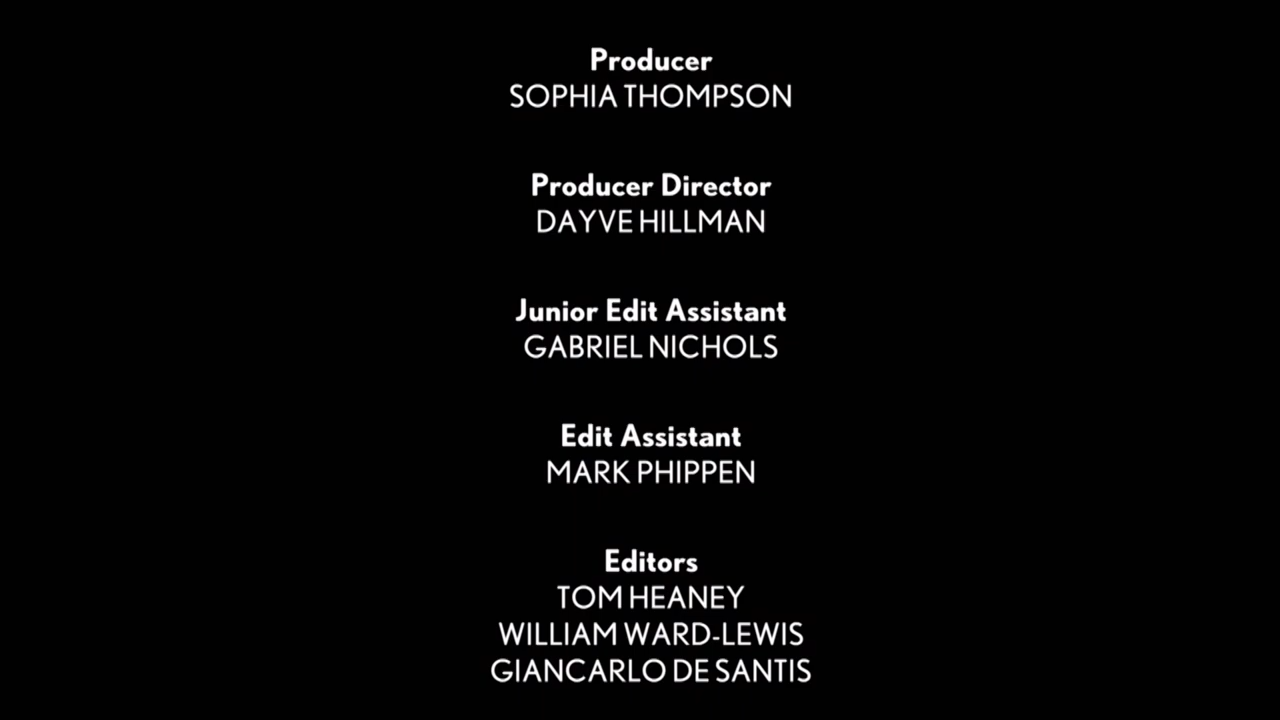 Producer
SOPHIA THOMPSON
Producer Director
DAYVE HILLMAN
Junior Edit Assistant
GABRIEL NICHOLS
Edit Assistant
MARK PHIPPEN
Editors
TOM HEANEY
WILLIAM WARD-LEWIS
GIANCARLO DE SANTIS